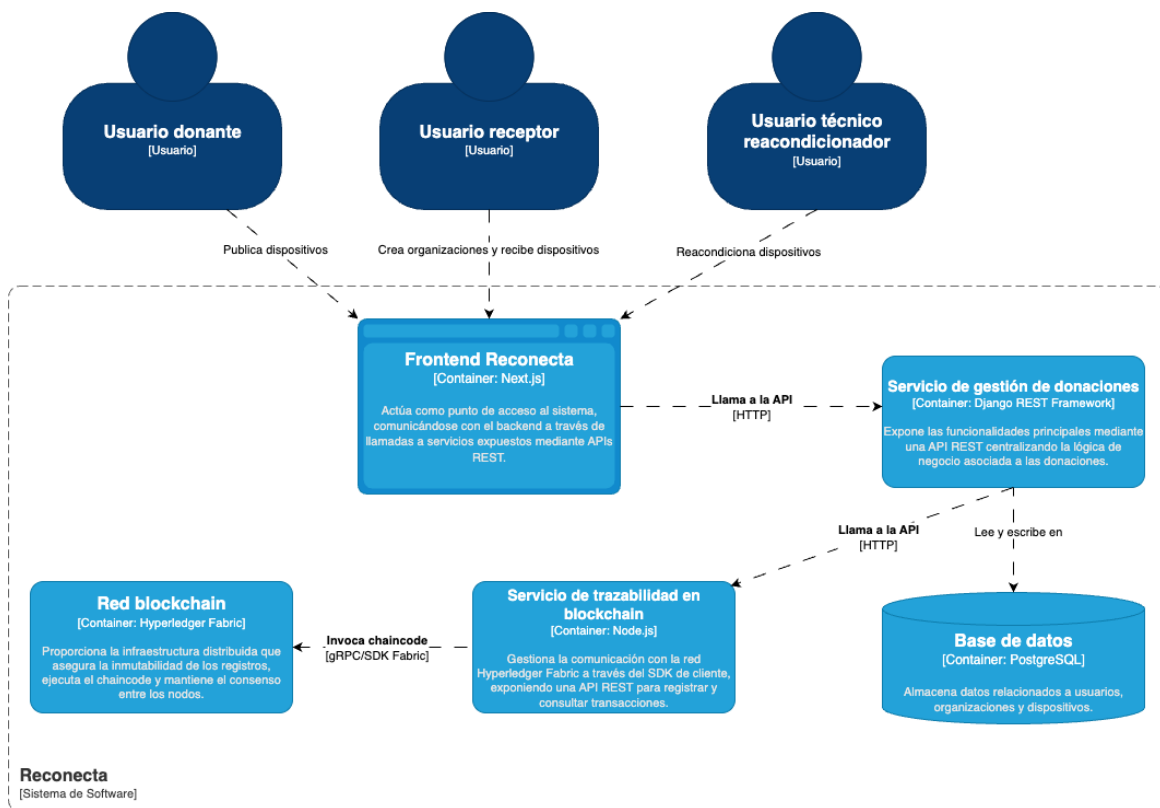 Usuario donante
[Usuario]
Usuario receptor
[Usuario]
Usuario técnico
reacondicionador
[Usuario]
Publica dispositivos
Crea organizaciones y recibe dispositivos
Reacondiciona dispositivos
Frontend Reconecta
[Container: Next.js]
Actúa como punto de acceso al sistema,
comunicándose con el backend a través de
llamadas a servicios expuestos mediante APIs
REST.
Llama a la API
[HTTP]
Servicio de gestión de donaciones
[Container: Django REST Framework]
Expone las funcionalidades principales mediante
una API REST centralizando la lógica de
negocio asociada a las donaciones.
Llama a la API
[HTTP]
Lee y escribe en
Red blockchain
[Container: Hyperledger Fabric]
Proporciona la infraestructura distribuida que
asegura la inmutabilidad de los registros,
ejecuta el chaincode y mantiene el consenso
entre los nodos.
Invoca chaincode
[gRPC/SDK Fabric]
Servicio de trazabilidad en
blockchain
[Container: Node.js]
Gestiona la comunicación con la red
Hyperledger Fabric a través del SDK de cliente,
exponiendo una API REST para registrar y
consultar transacciones.
Base de datos
[Container: PostgreSQL]
Almacena datos relacionados a usuarios,
organizaciones y dispositivos.
Reconecta
[Sistema de Software]